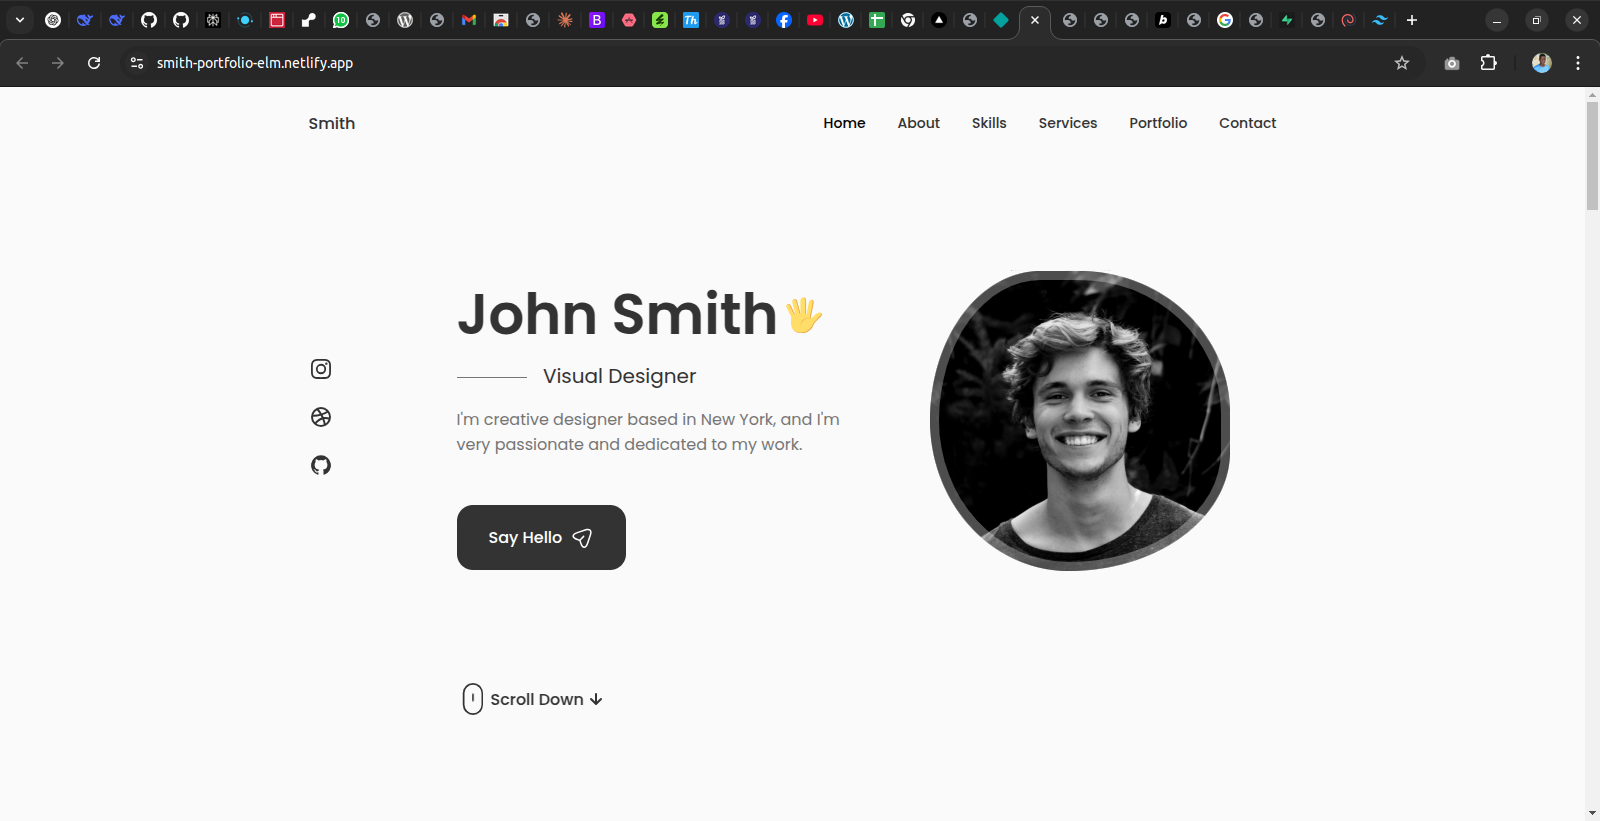 smith-portfolio-elm.netlify.app
Smith
Home About Skills Services Portfolio Contact
John Smith
Visual Designer
I'm creative designer based in New York, and I'm
very passionate and dedicated to my work.
Say Hello
Scroll Down